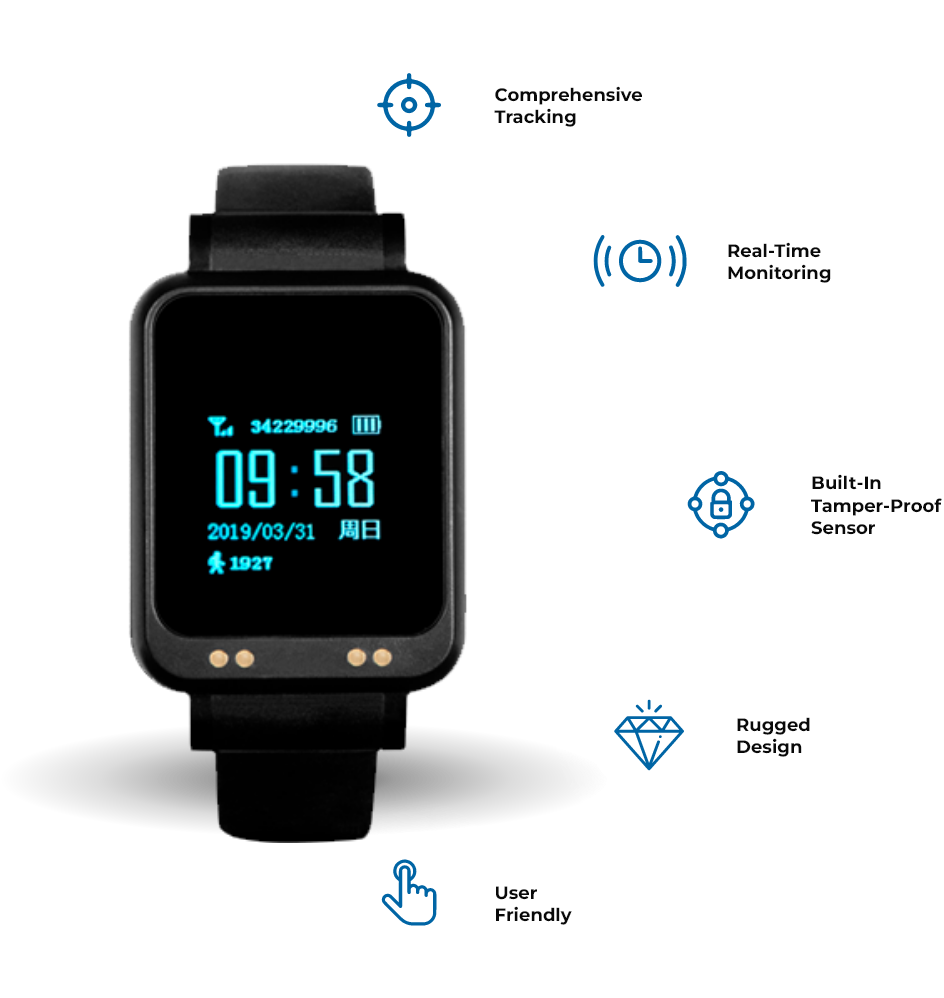 Comprehensive
Tracking
Real-Time
Monitoring
34229996
09:58
2019/03/31 周日
1927
Built-In
Tamper-Proof
Sensor
Rugged
Design
User
Friendly